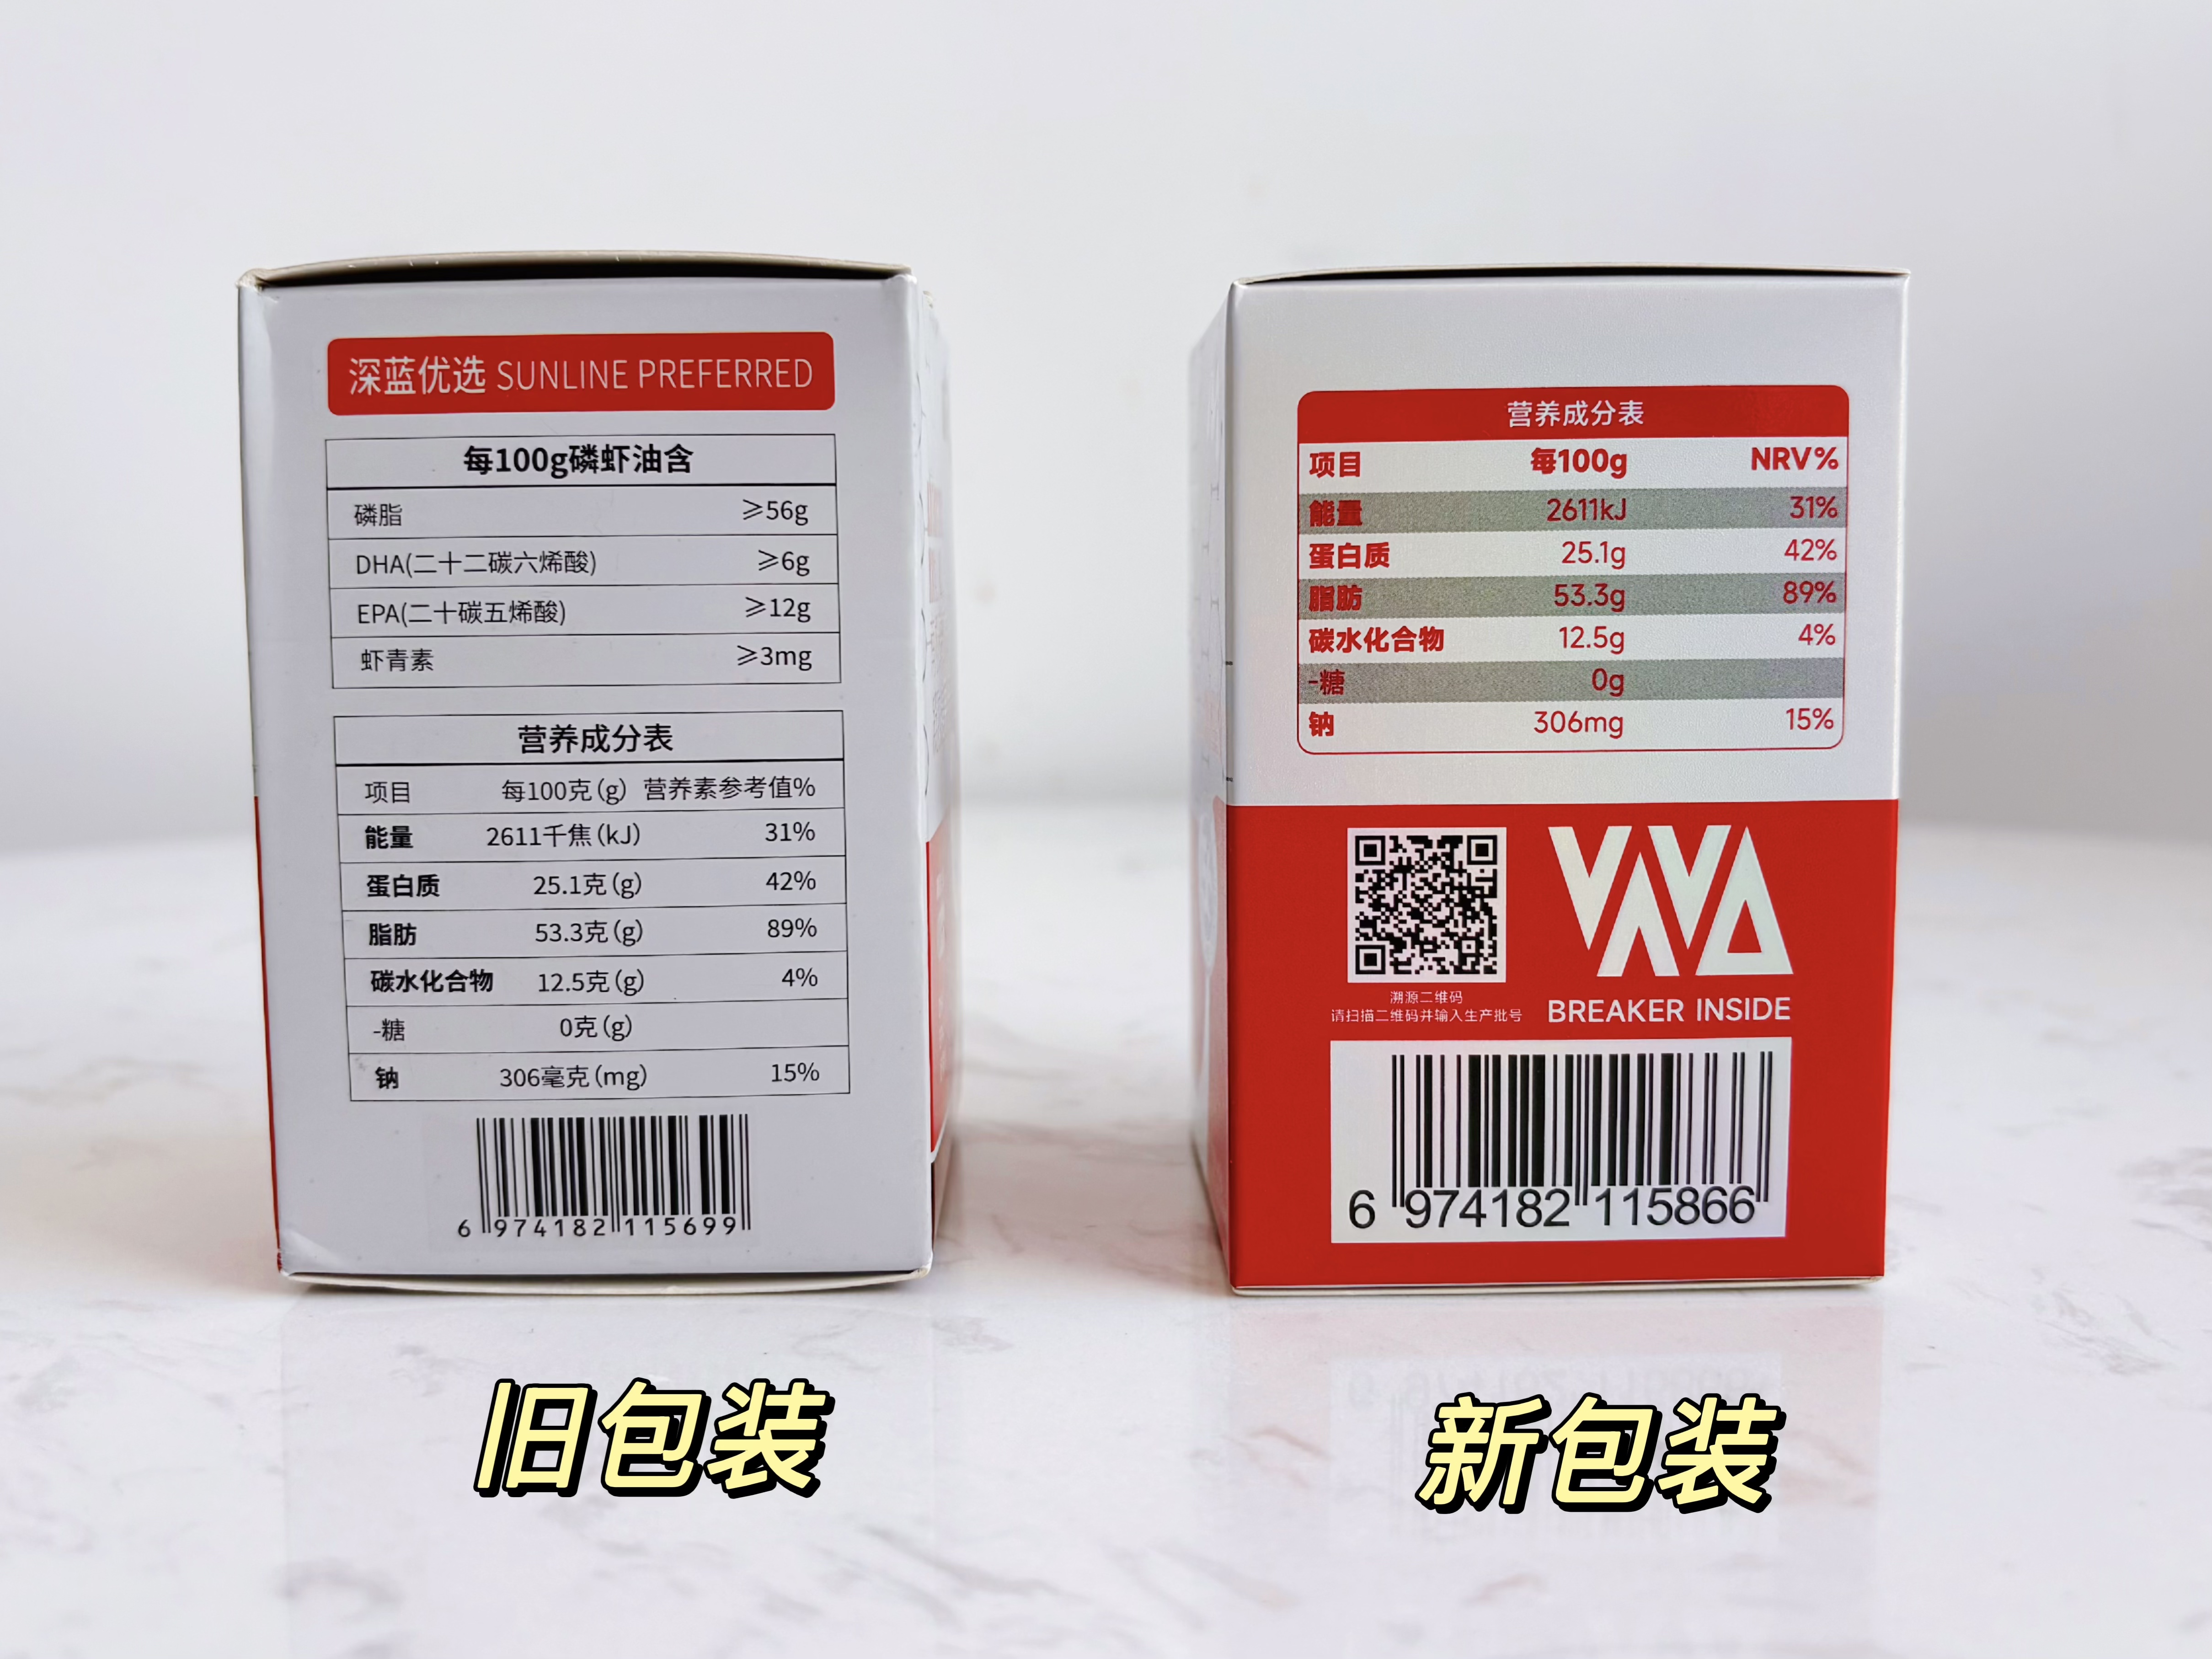 深蓝优选 SUNLINE PREFERRED
每100g磷虾油含
磷脂 ≥56g
DHA(二十二碳六烯酸) ≥6g
EPA(二十碳五烯酸) ≥12g
虾青素 ≥3mg
营养成分表
项目 每100克(g) 营养素参考值%
能量 2611千焦(kJ) 31%
蛋白质 25.1克(g) 42%
脂肪 53.3克(g) 89%
碳水化合物 12.5克(g) 4%
-糖 0克(g)
钠 306毫克(mg) 15%
6 974182 115699
旧包装
营养成分表
项目 每100g NRV%
能量 2611kJ 31%
蛋白质 25.1g 42%
脂肪 53.3g 89%
碳水化合物 12.5g 4%
-糖 0g
钠 306mg 15%
溯源二维码
请扫描二维码并输入生产批号
BREAKER INSIDE
6 974182 115866
新包装